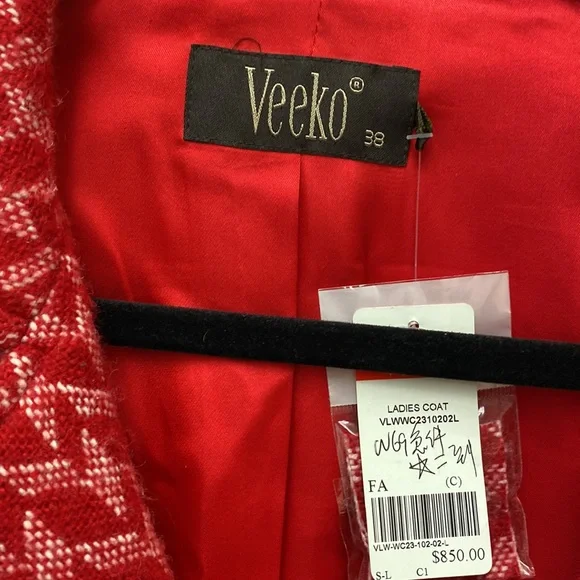 Veeko®
38
LADIES COAT
VLWWC2310202L
FA
(C)
VLW-WC23-102-02-L
$850.00
S-L C1